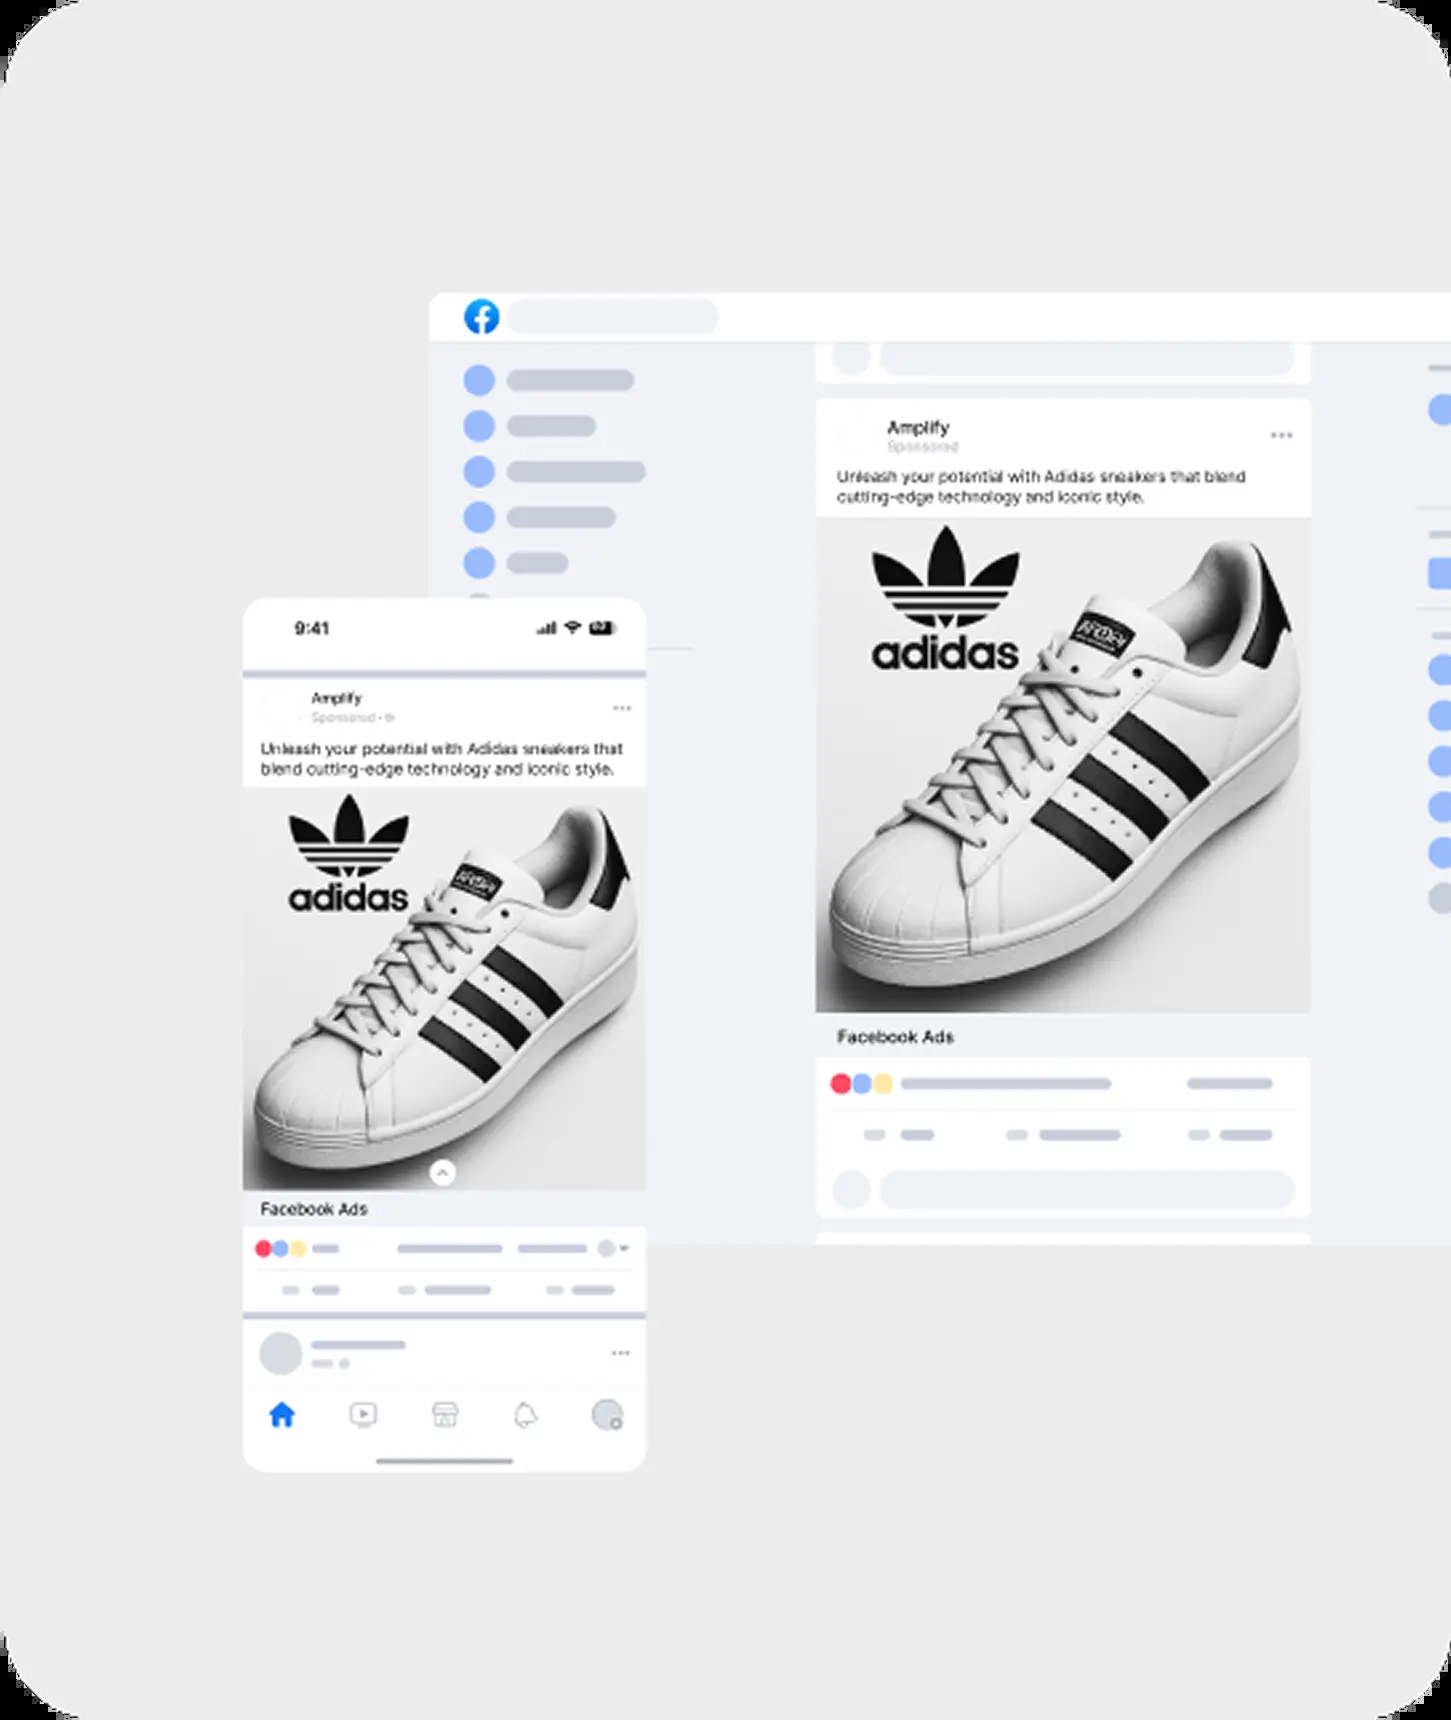 Amplify
Sponsored
Unleash your potential with Adidas sneakers that blend
cutting-edge technology and iconic style.
adidas
Facebook Ads
9:41
Amplify
Sponsored
Unleash your potential with Adidas sneakers that
blend cutting-edge technology and iconic style.
adidas
Facebook Ads